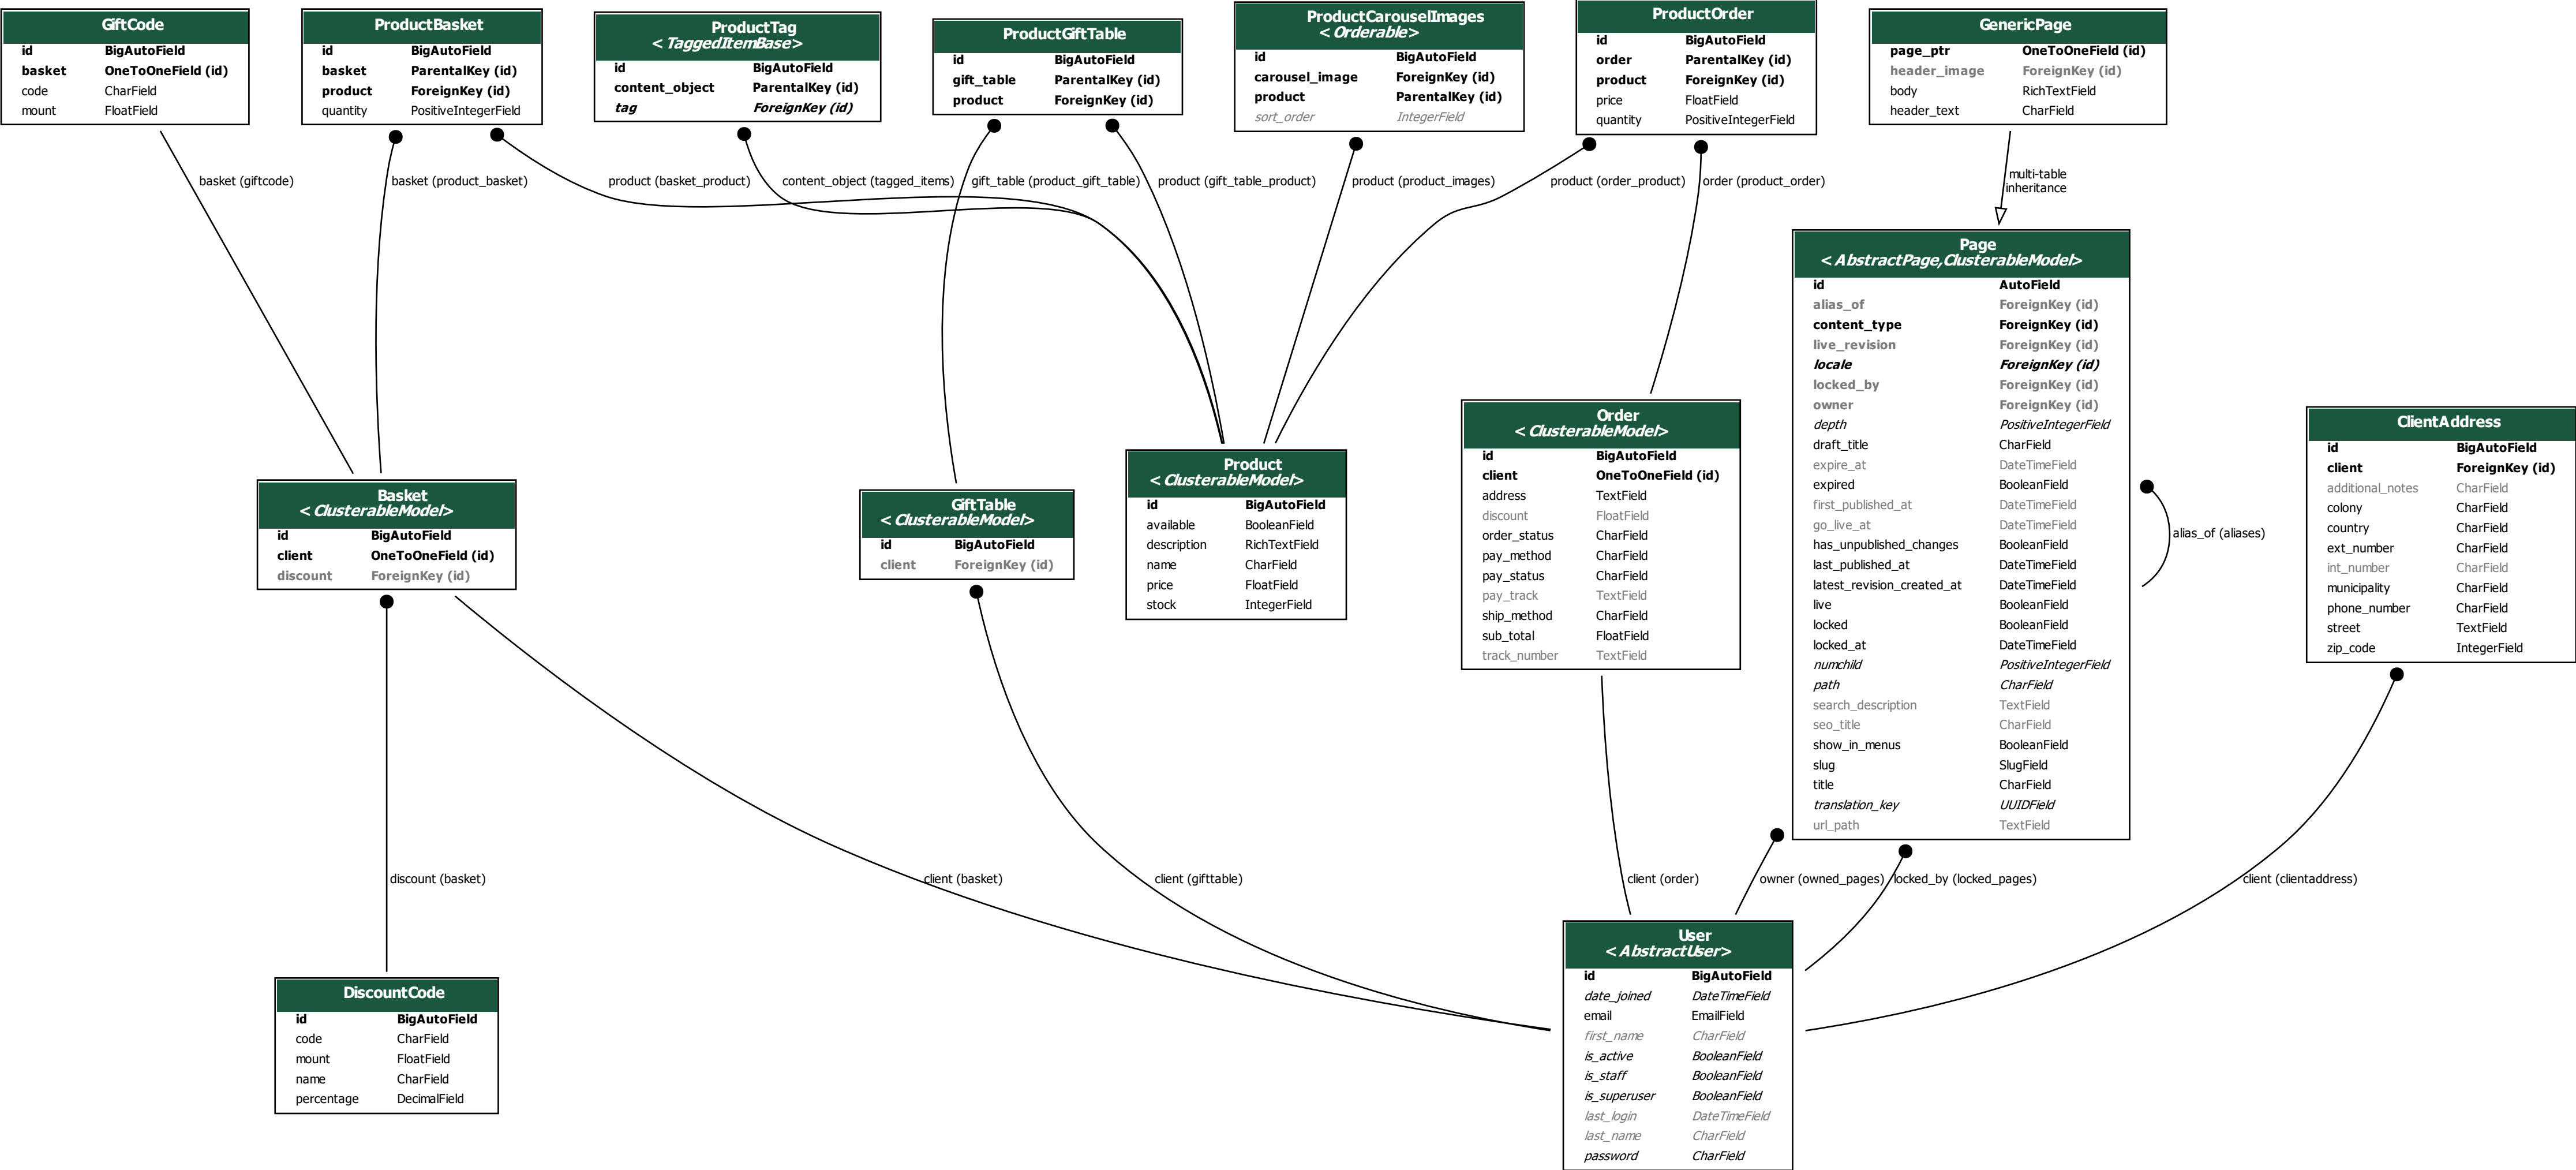 GiftCode
id BigAutoField
basket OneToOneField (id)
code CharField
mount FloatField
ProductBasket
id BigAutoField
basket ParentalKey (id)
product ForeignKey (id)
quantity PositiveIntegerField
ProductTag
<TaggedItemBase>
id BigAutoField
content_object ParentalKey (id)
tag ForeignKey (id)
ProductGiftTable
id BigAutoField
gift_table ParentalKey (id)
product ForeignKey (id)
ProductCarouselImages
<Orderable>
id BigAutoField
carousel_image ForeignKey (id)
product ParentalKey (id)
sort_order IntegerField
ProductOrder
id BigAutoField
order ParentalKey (id)
product ForeignKey (id)
price FloatField
quantity PositiveIntegerField
GenericPage
page_ptr OneToOneField (id)
header_image ForeignKey (id)
body RichTextField
header_text CharField
basket (giftcode)
basket (product_basket)
product (basket_product)
content_object (tagged_items)
gift_table (product_gift_table)
product (gift_table_product)
product (product_images)
product (order_product)
order (product_order)
multi-table
inheritance
Page
<AbstractPage,ClusterableModel>
id AutoField
alias_of ForeignKey (id)
content_type ForeignKey (id)
live_revision ForeignKey (id)
locale ForeignKey (id)
locked_by ForeignKey (id)
owner ForeignKey (id)
depth PositiveIntegerField
draft_title CharField
expire_at DateTimeField
expired BooleanField
first_published_at DateTimeField
go_live_at DateTimeField
has_unpublished_changes BooleanField
last_published_at DateTimeField
latest_revision_created_at DateTimeField
live BooleanField
locked BooleanField
locked_at DateTimeField
numchild PositiveIntegerField
path CharField
search_description TextField
seo_title CharField
show_in_menus BooleanField
slug SlugField
title CharField
translation_key UUIDField
url_path TextField
alias_of (aliases)
Basket
<ClusterableModel>
id BigAutoField
client OneToOneField (id)
discount ForeignKey (id)
GiftTable
<ClusterableModel>
id BigAutoField
client ForeignKey (id)
Product
<ClusterableModel>
id BigAutoField
available BooleanField
description RichTextField
name CharField
price FloatField
stock IntegerField
Order
<ClusterableModel>
id BigAutoField
client OneToOneField (id)
address TextField
discount FloatField
order_status CharField
pay_method CharField
pay_status CharField
pay_track TextField
ship_method CharField
sub_total FloatField
track_number TextField
ClientAddress
id BigAutoField
client ForeignKey (id)
additional_notes CharField
colony CharField
country CharField
ext_number CharField
int_number CharField
municipality CharField
phone_number CharField
street TextField
zip_code IntegerField
discount (basket)
client (basket)
client (gifttable)
client (order)
owner (owned_pages)
locked_by (locked_pages)
client (clientaddress)
DiscountCode
id BigAutoField
code CharField
mount FloatField
name CharField
percentage DecimalField
User
<AbstractUser>
id BigAutoField
date_joined DateTimeField
email EmailField
first_name CharField
is_active BooleanField
is_staff BooleanField
is_superuser BooleanField
last_login DateTimeField
last_name CharField
password CharField